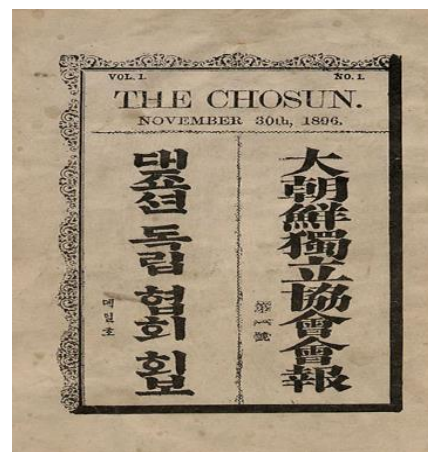 VOL. 1. NO. 1.
THE CHOSUN.
NOVEMBER 30th, 1896.
大朝鮮獨立協會會報
대죠션 독립 협회 회보
뎨일호